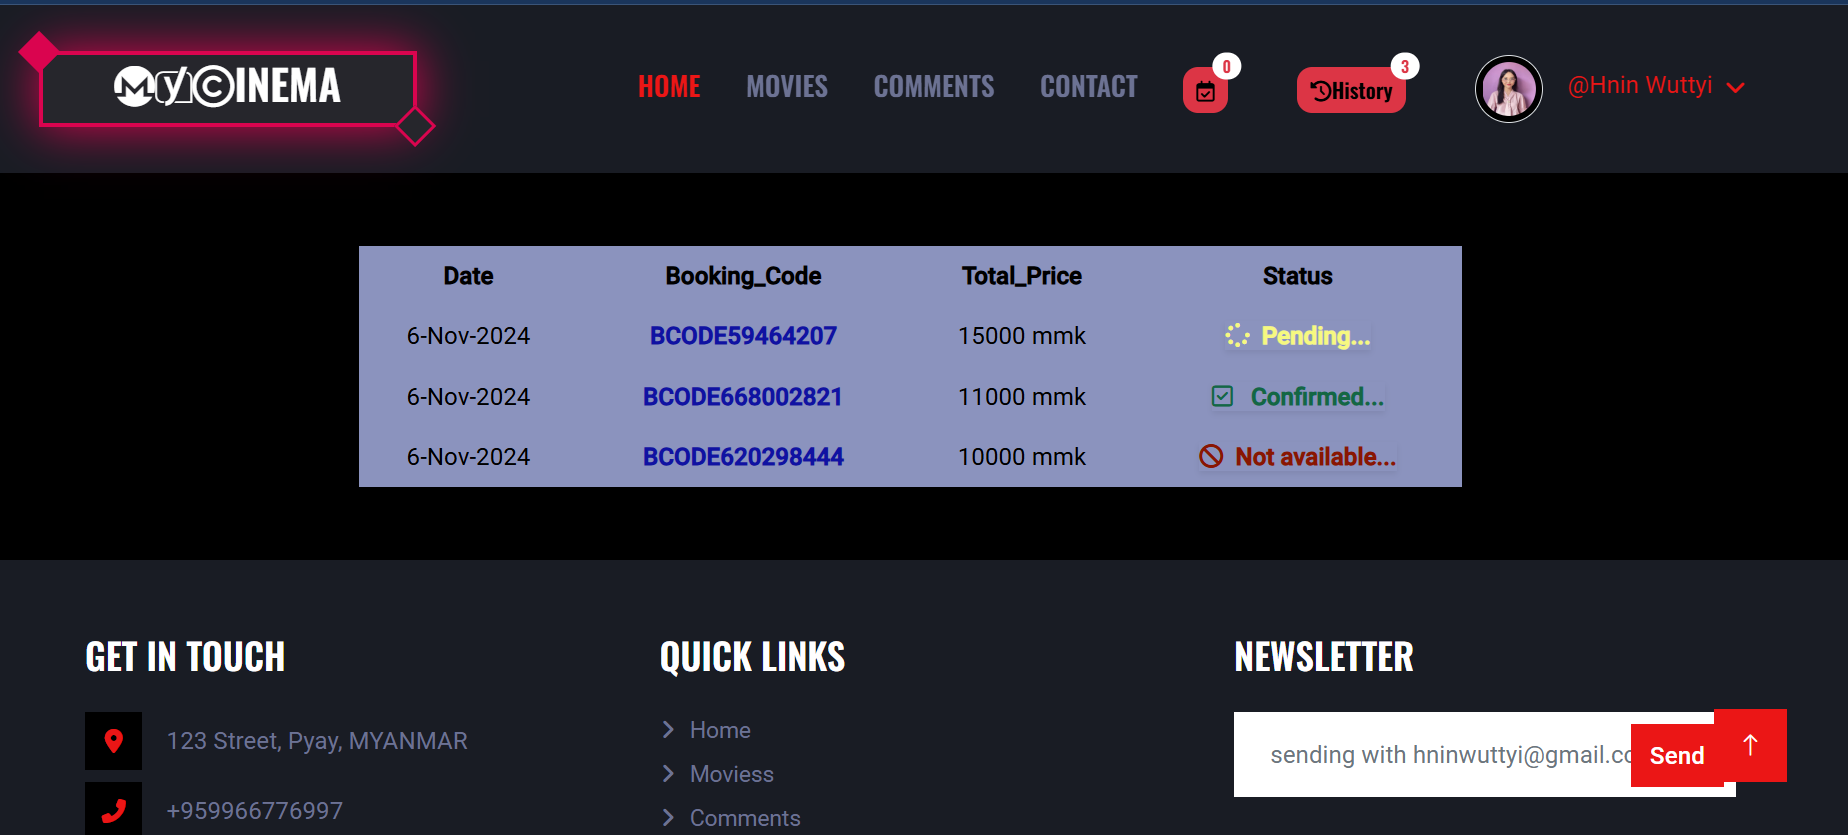 MyCINEMA
HOME MOVIES COMMENTS CONTACT 0 History 3 @Hnin Wuttyi
Date Booking_Code Total_Price Status
6-Nov-2024 BCODE59464207 15000 mmk Pending...
6-Nov-2024 BCODE668002821 11000 mmk Confirmed...
6-Nov-2024 BCODE620298444 10000 mmk Not available...
GET IN TOUCH
123 Street, Pyay, MYANMAR
+959966776997
QUICK LINKS
Home
Moviess
Comments
NEWSLETTER
sending with hninwuttyi@gmail.co Send